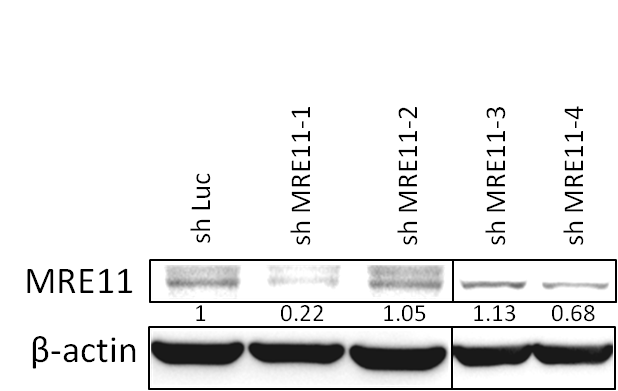 sh Luc
sh MRE11-1
sh MRE11-2
sh MRE11-3
sh MRE11-4
MRE11
1 0.22 1.05 1.13 0.68
β-actin